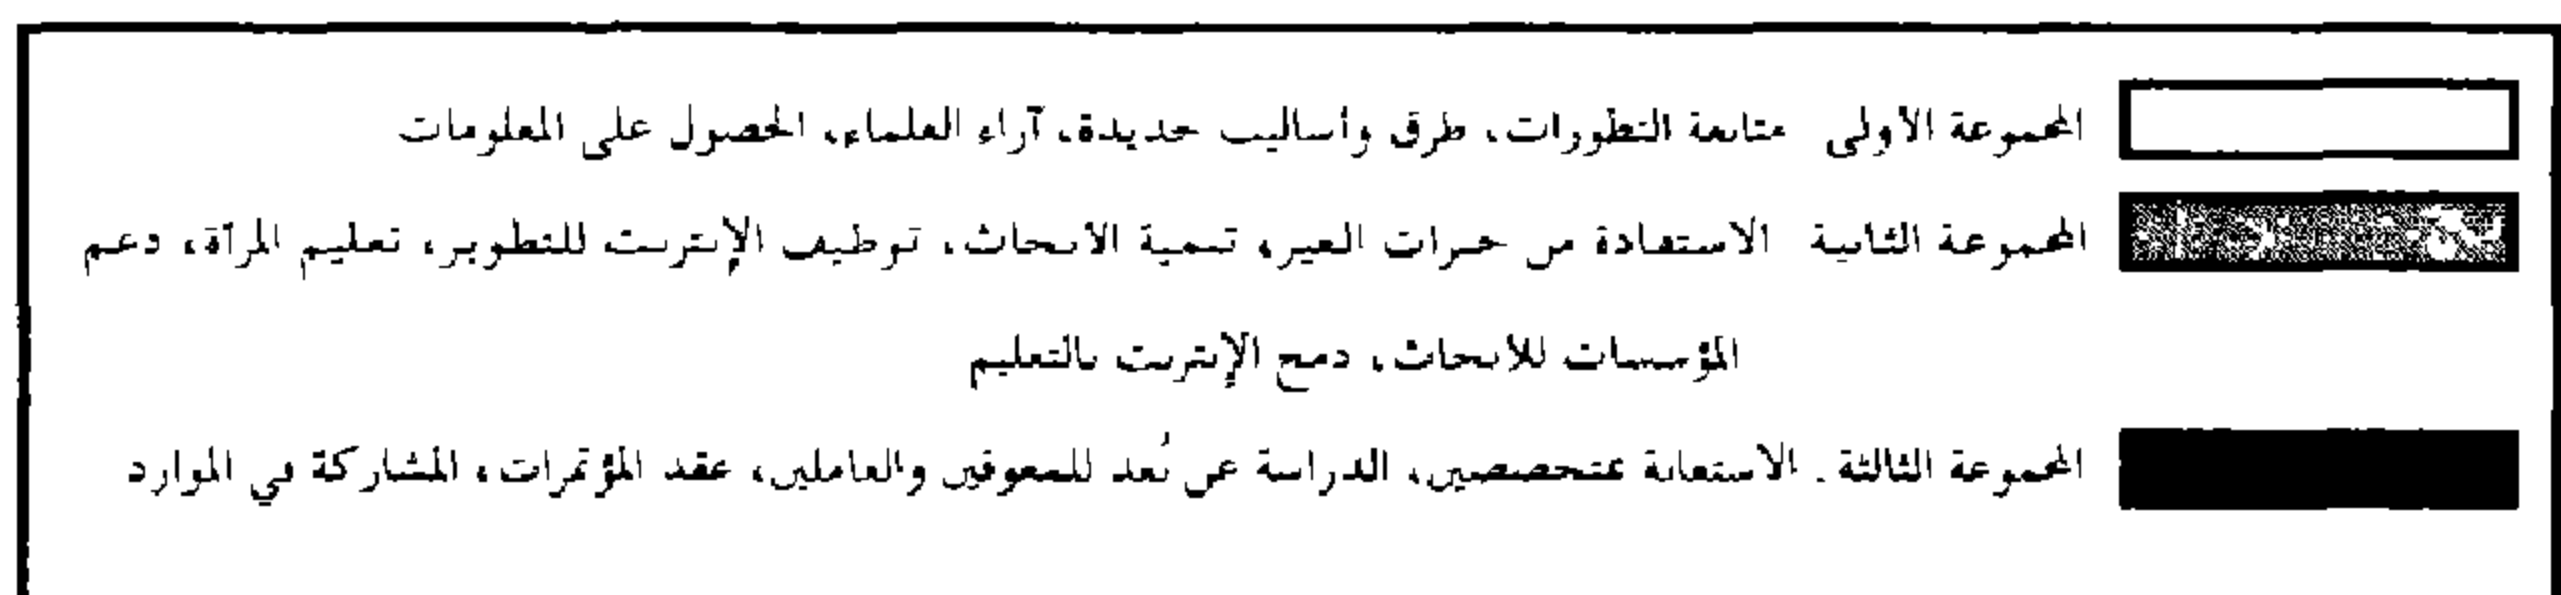 المجموعة الأولى متابعة التطورات، طرق وأساليب جديدة، آراء العلماء، الحصول على المعلومات
المجموعة الثانية الاستفادة من خبرات الغير، تنمية الأبحاث، توظيف الإنترنت للتطوير، تعليم المرأة، دعم
المؤسسات للأبحاث، دمج الإنترنت بالتعليم
المجموعة الثالثة. الاستعانة بمتخصصين، الدراسة عن بُعد للمعوقين والعاملين، عقد المؤتمرات، المشاركة في الموارد